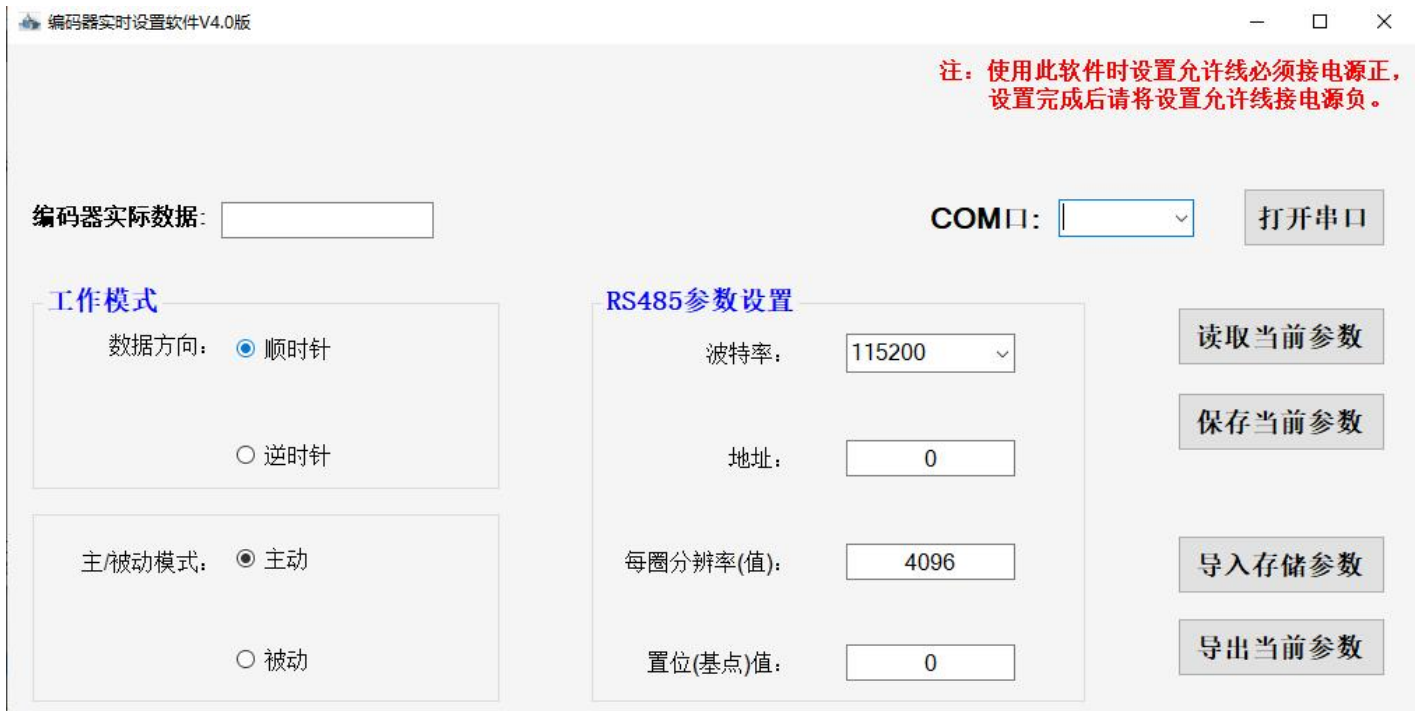 编码器实时设置软件V4.0版
注：使用此软件时设置允许线必须接电源正，
设置完成后请将设置允许线接电源负。
编码器实际数据:
COM口:
打开串口
工作模式
数据方向：
顺时针
逆时针
主/被动模式：
主动
被动
RS485参数设置
波特率：
115200
地址：
0
每圈分辨率(值)：
4096
置位(基点)值：
0
读取当前参数
保存当前参数
导入存储参数
导出当前参数